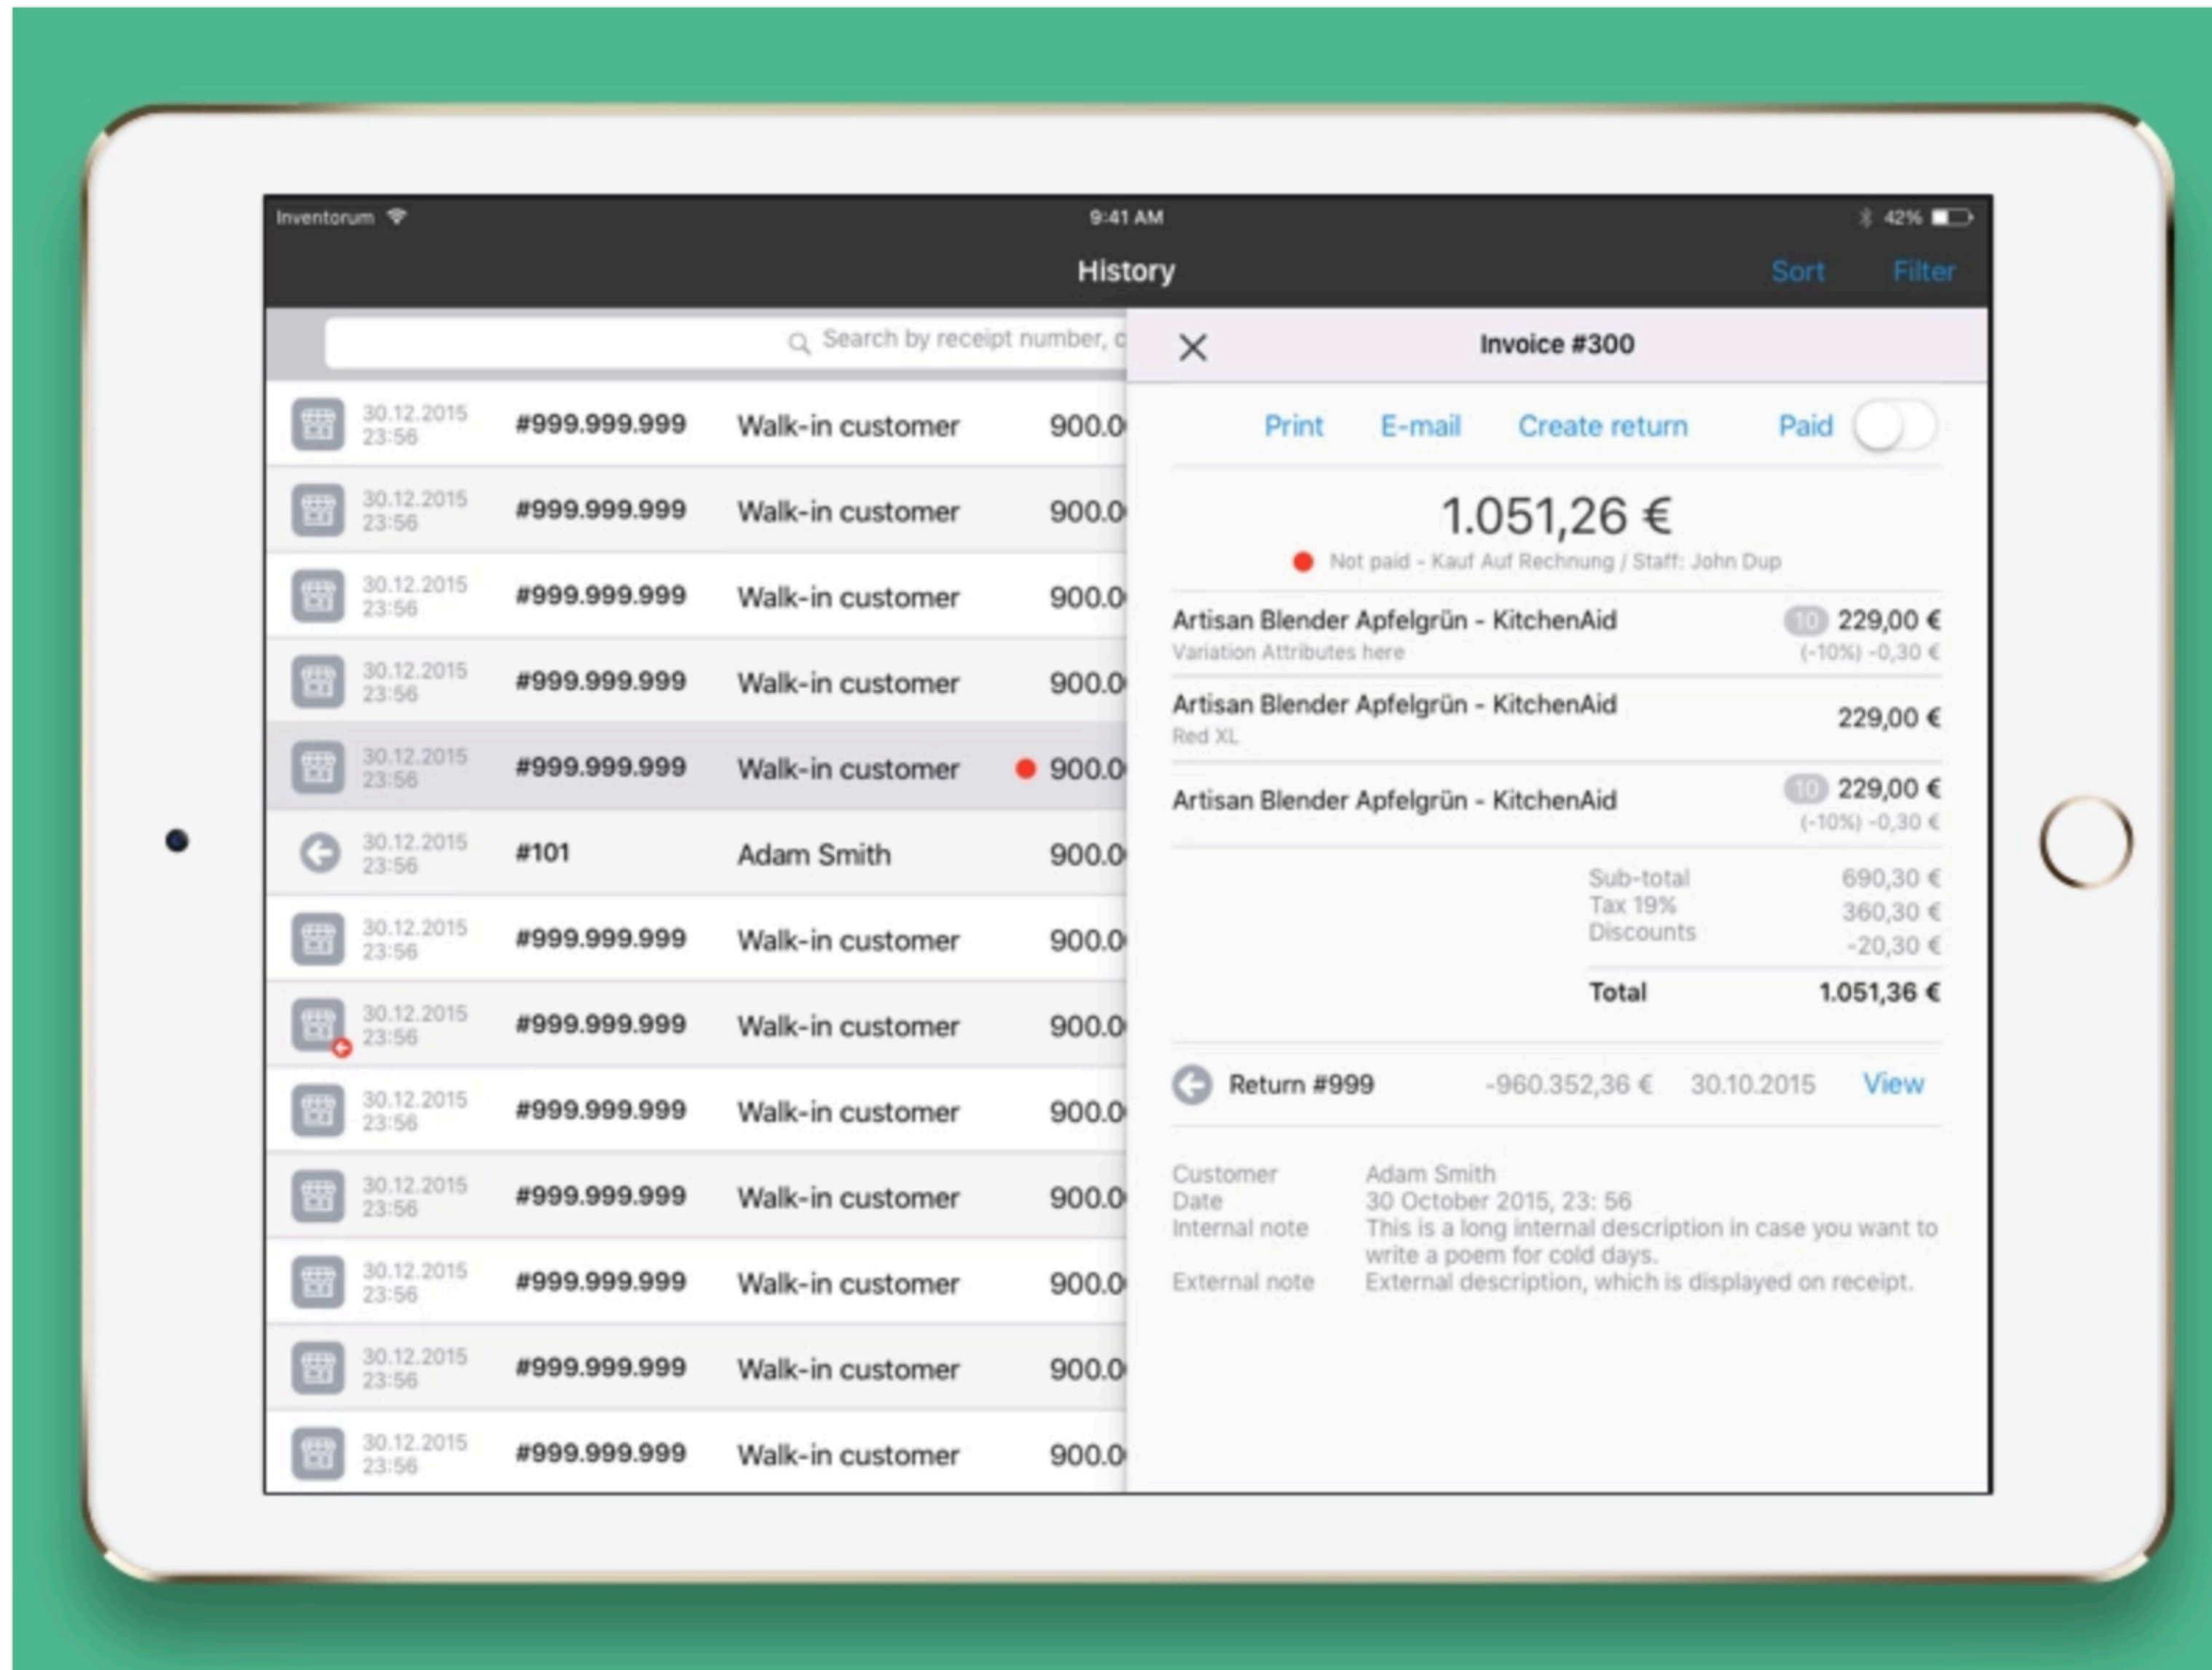 Inventorum
9:41 AM
42%
History
Sort
Filter
Search by receipt number, c
30.12.2015
23:56
#999.999.999
Walk-in customer
900.0
30.12.2015
23:56
#999.999.999
Walk-in customer
900.0
30.12.2015
23:56
#999.999.999
Walk-in customer
900.0
30.12.2015
23:56
#999.999.999
Walk-in customer
900.0
30.12.2015
23:56
#999.999.999
Walk-in customer
900.0
30.12.2015
23:56
#101
Adam Smith
900.0
30.12.2015
23:56
#999.999.999
Walk-in customer
900.0
30.12.2015
23:56
#999.999.999
Walk-in customer
900.0
30.12.2015
23:56
#999.999.999
Walk-in customer
900.0
30.12.2015
23:56
#999.999.999
Walk-in customer
900.0
30.12.2015
23:56
#999.999.999
Walk-in customer
900.0
30.12.2015
23:56
#999.999.999
Walk-in customer
900.0
30.12.2015
23:56
#999.999.999
Walk-in customer
900.0
Invoice #300
Print
E-mail
Create return
Paid
1.051,26 €
Not paid - Kauf Auf Rechnung / Staff: John Dup
Artisan Blender Apfelgrün - KitchenAid
10 229,00 €
Variation Attributes here
(-10%) -0,30 €
Artisan Blender Apfelgrün - KitchenAid
229,00 €
Red XL
Artisan Blender Apfelgrün - KitchenAid
10 229,00 €
(-10%) -0,30 €
Sub-total 690,30 €
Tax 19% 360,30 €
Discounts -20,30 €
Total 1.051,36 €
Return #999 -960.352,36 € 30.10.2015 View
Customer Adam Smith
Date 30 October 2015, 23: 56
Internal note This is a long internal description in case you want to
write a poem for cold days.
External note External description, which is displayed on receipt.